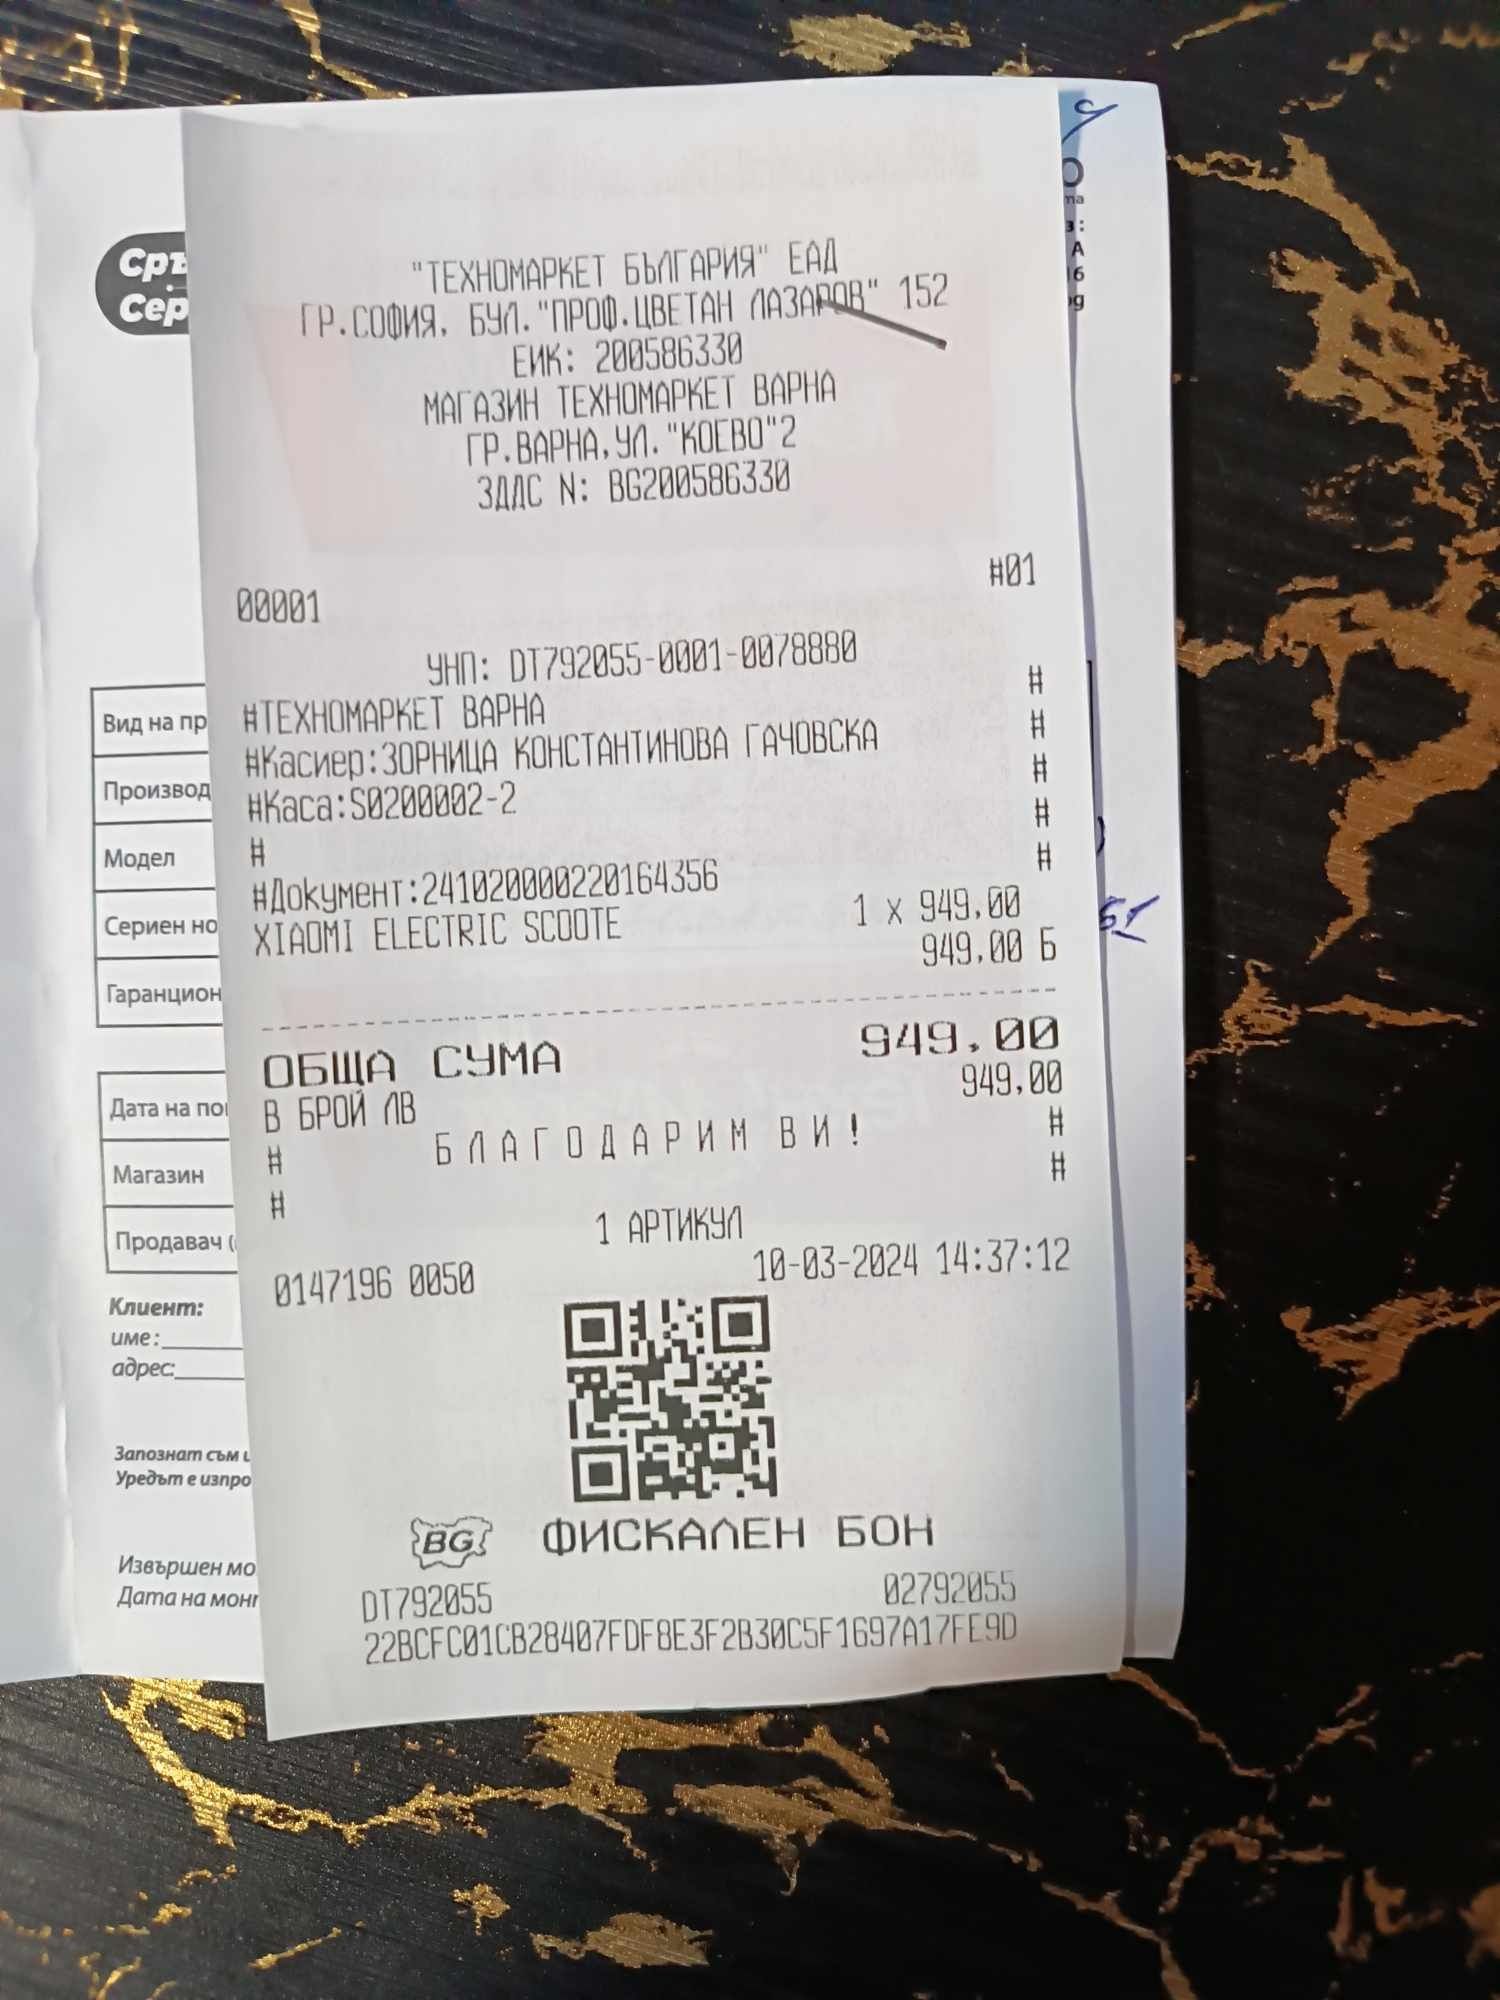 "ТЕХНОМАРКЕТ БЪЛГАРИЯ" ЕАД
ГР.СОФИЯ, БУЛ."ПРОФ.ЦВЕТАН ЛАЗАРОВ" 152
ЕИК: 200586330
МАГАЗИН ТЕХНОМАРКЕТ ВАРНА
ГР.ВАРНА,УЛ."КОЕВО"2
ЗДДС N: BG200586330
00001 #01
УНП: DT792055-0001-0078880
#ТЕХНОМАРКЕТ ВАРНА #
#Касиер:ЗОРНИЦА КОНСТАНТИНОВА ГАЧОВСКА #
#Каса:S0200002-2 #
# #
#Документ:241020000220164356 #
XIAOMI ELECTRIC SCOOTE 1 x 949,00
949,00 Б
ОБЩА СУМА 949,00
В БРОЙ ЛВ 949,00
# БЛАГОДАРИМ ВИ! #
# #
1 АРТИКУЛ
0147196 0050 10-03-2024 14:37:12
BG ФИСКАЛЕН БОН
DT792055 02792055
22BCFC01CB28407FDF8E3F2B30C5F1697A17FE9D
Вид на пр
Производ
Модел
Сериен но
Гаранцион
Дата на по
Магазин
Продавач (
Клиент:
име:
адрес:
Запознат съм
Уредът е изпро
Извършен мо
Дата на мон